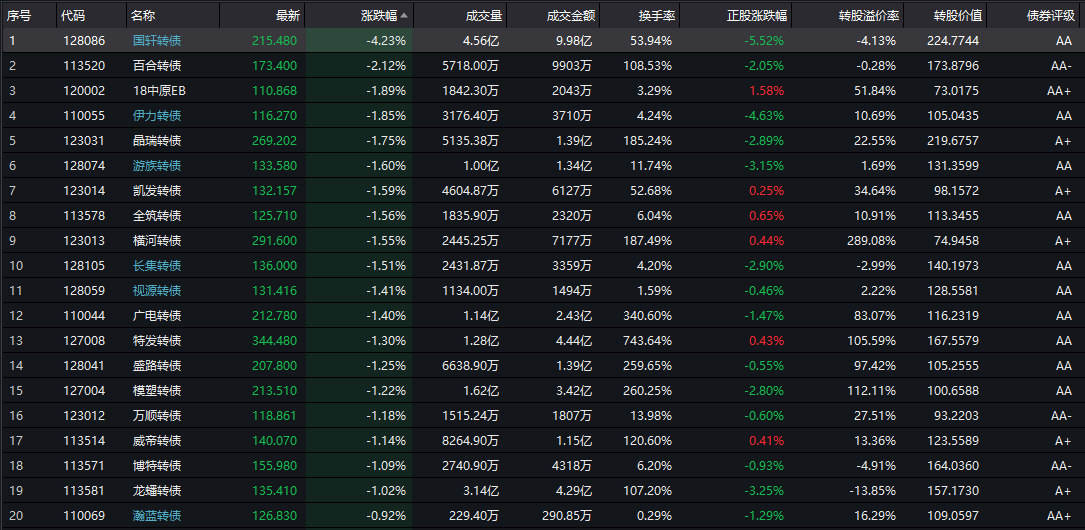 序号 代码 名称 最新 涨跌幅 成交量 成交金额 换手率 正股涨跌幅 转股溢价率 转股价值 债券评级
1 128086 国轩转债 215.480 -4.23% 4.56亿 9.98亿 53.94% -5.52% -4.13% 224.7744 AA
2 113520 百合转债 173.400 -2.12% 5718.00万 9903万 108.53% -2.05% -0.28% 173.8796 AA-
3 120002 18中原EB 110.868 -1.89% 1842.30万 2043万 3.29% 1.58% 51.84% 73.0175 AA+
4 110055 伊力转债 116.270 -1.85% 3176.40万 3710万 4.24% -4.63% 10.69% 105.0435 AA
5 123031 晶瑞转债 269.202 -1.75% 5135.38万 1.39亿 185.24% -2.89% 22.55% 219.6757 A+
6 128074 游族转债 133.580 -1.60% 1.00亿 1.34亿 11.74% -3.15% 1.69% 131.3599 AA
7 123014 凯发转债 132.157 -1.59% 4604.87万 6127万 52.68% 0.25% 34.64% 98.1572 A+
8 113578 全筑转债 125.710 -1.56% 1835.90万 2320万 6.04% 0.65% 10.91% 113.3455 AA
9 123013 横河转债 291.600 -1.55% 2445.25万 7177万 187.49% 0.44% 289.08% 74.9458 A+
10 128105 长集转债 136.000 -1.51% 2431.87万 3359万 4.20% -2.90% -2.99% 140.1973 AA
11 128059 视源转债 131.416 -1.41% 1134.00万 1494万 1.59% -0.46% 2.22% 128.5581 AA
12 110044 广电转债 212.780 -1.40% 1.14亿 2.43亿 340.60% -1.47% 83.07% 116.2319 AA
13 127008 特发转债 344.480 -1.30% 1.28亿 4.44亿 743.64% 0.43% 105.59% 167.5579 AA
14 128041 盛路转债 207.800 -1.25% 6638.90万 1.39亿 259.65% -0.55% 97.42% 105.2555 AA
15 127004 模塑转债 213.510 -1.22% 1.62亿 3.42亿 260.25% -2.80% 112.11% 100.6588 AA
16 123012 万顺转债 118.861 -1.18% 1515.24万 1807万 13.98% -0.60% 27.51% 93.2203 AA-
17 113514 威帝转债 140.070 -1.14% 8264.90万 1.15亿 120.60% 0.41% 13.36% 123.5589 A+
18 113571 博特转债 155.980 -1.09% 2740.90万 4318万 6.20% -0.93% -4.91% 164.0360 AA-
19 113581 龙蟠转债 135.410 -1.02% 3.14亿 4.29亿 107.20% -3.25% -13.85% 157.1730 A+
20 110069 瀚蓝转债 126.830 -0.92% 229.40万 290.85万 0.29% -1.29% 16.29% 109.0597 AA+